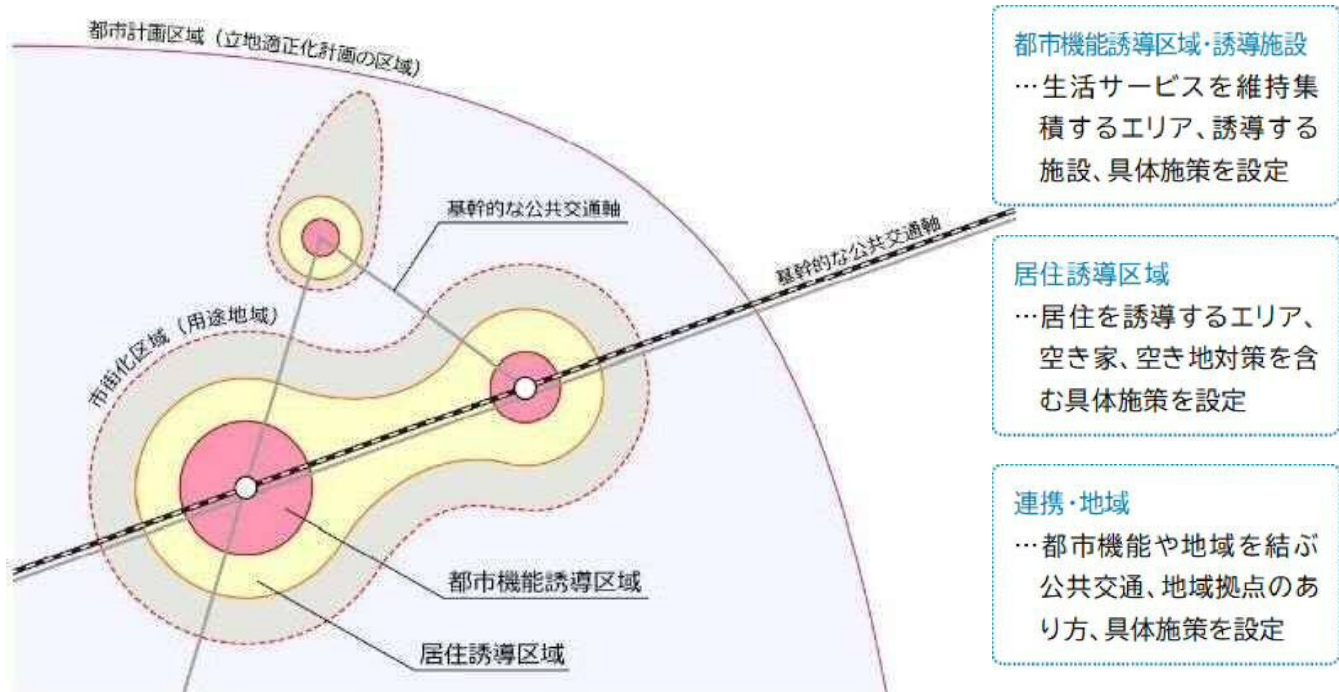 都市計画区域（立地適正化計画の区域）
基幹的な公共交通軸
基幹的な公共交通軸
市街化区域（用途地域）
都市機能誘導区域
居住誘導区域
都市機能誘導区域・誘導施設
…生活サービスを維持集
積するエリア、誘導する
施設、具体施策を設定
居住誘導区域
…居住を誘導するエリア、
空き家、空き地対策を含
む具体施策を設定
連携・地域
…都市機能や地域を結ぶ
公共交通、地域拠点のあ
り方、具体施策を設定